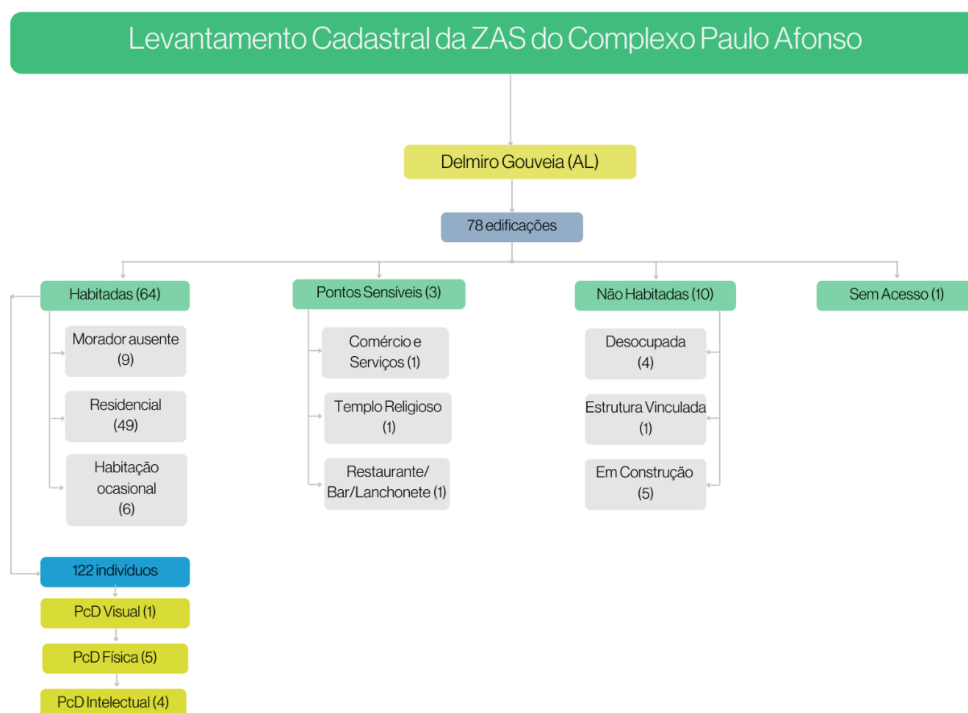 Levantamento Cadastral da ZAS do Complexo Paulo Afonso
Delmiro Gouveia (AL)
78 edificações
Habitadas (64)
Pontos Sensíveis (3)
Não Habitadas (10)
Sem Acesso (1)
Morador ausente
(9)
Residencial
(49)
Habitação
ocasional
(6)
Comércio e
Serviços (1)
Templo Religioso
(1)
Restaurante/
Bar/Lanchonete (1)
Desocupada
(4)
Estrutura Vinculada
(1)
Em Construção
(5)
122 indivíduos
PcD Visual (1)
PcD Física (5)
PcD Intelectual (4)